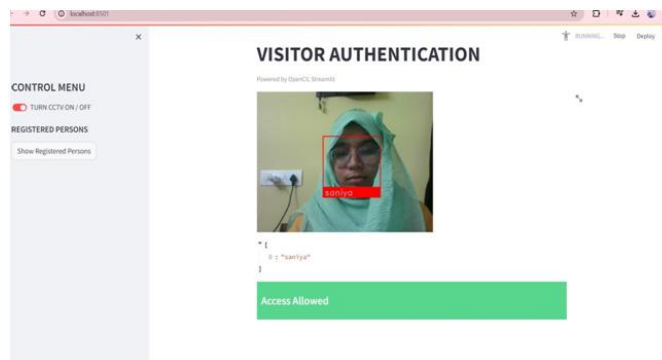 localhost:8501
RUNNING...
Stop
Deploy
CONTROL MENU
TURN CCTV ON / OFF
REGISTERED PERSONS
Show Registered Persons
VISITOR AUTHENTICATION
Powered by OpenCV, Streamlit
saniya
[
0 : "saniya"
]
Access Allowed